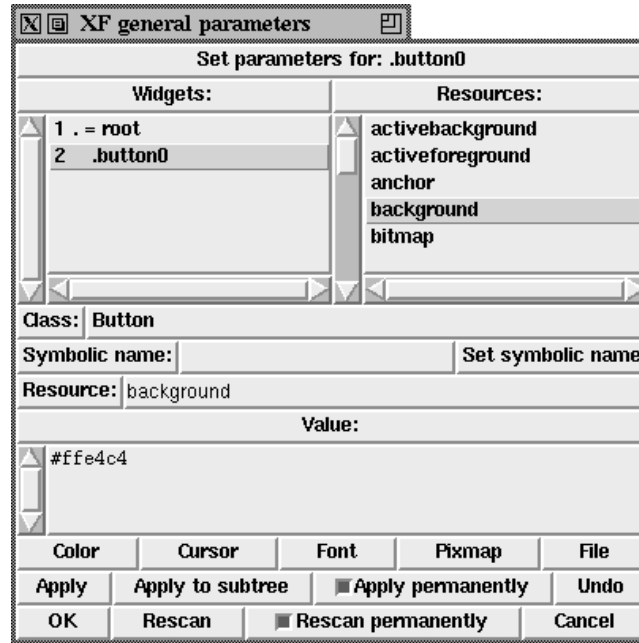 XF general parameters
Set parameters for: .button0
Widgets: Resources:
1 . = root
2 .button0
activebackground
activeforeground
anchor
background
bitmap
Class: Button
Symbolic name: Set symbolic name
Resource: background
Value:
#ffe4c4
Color Cursor Font Pixmap File
Apply Apply to subtree Apply permanently Undo
OK Rescan Rescan permanently Cancel